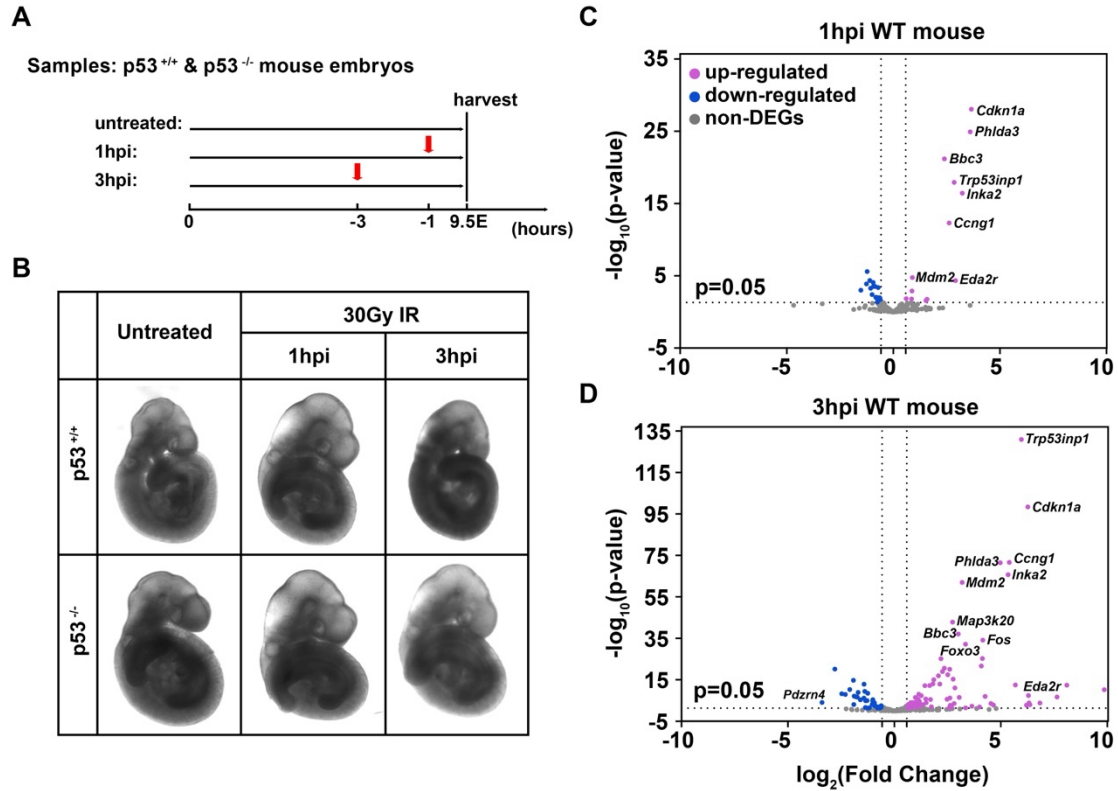 A
Samples: p53 +/+ & p53 -/- mouse embryos
harvest
untreated:
1hpi:
3hpi:
0 -3 -1 9.5E (hours)
B
Untreated 30Gy IR
1hpi 3hpi
p53 +/+
p53 -/-
C
1hpi WT mouse
35
25
15
5
-5
-log10(p-value)
up-regulated
down-regulated
non-DEGs
Cdkn1a
Phlda3
Bbc3
Trp53inp1
Inka2
Ccng1
Mdm2 Eda2r
p=0.05
-10 -5 0 5 10
D
3hpi WT mouse
135
115
95
75
55
35
15
-5
-log10(p-value)
Trp53inp1
Cdkn1a
Phlda3 Ccng1
Inka2
Mdm2
Map3k20
Bbc3 Fos
Foxo3
Eda2r
p=0.05
Pdzrn4
-10 -5 0 5 10
log2(Fold Change)